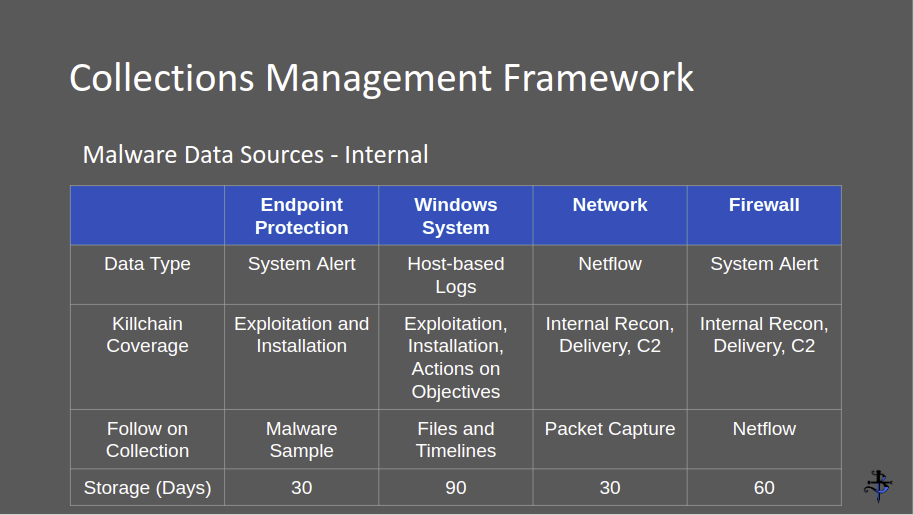 Collections Management Framework
Malware Data Sources - Internal
Endpoint Protection
Windows System
Network
Firewall
Data Type
System Alert
Host-based Logs
Netflow
System Alert
Killchain Coverage
Exploitation and Installation
Exploitation, Installation, Actions on Objectives
Internal Recon, Delivery, C2
Internal Recon, Delivery, C2
Follow on Collection
Malware Sample
Files and Timelines
Packet Capture
Netflow
Storage (Days)
30
90
30
60